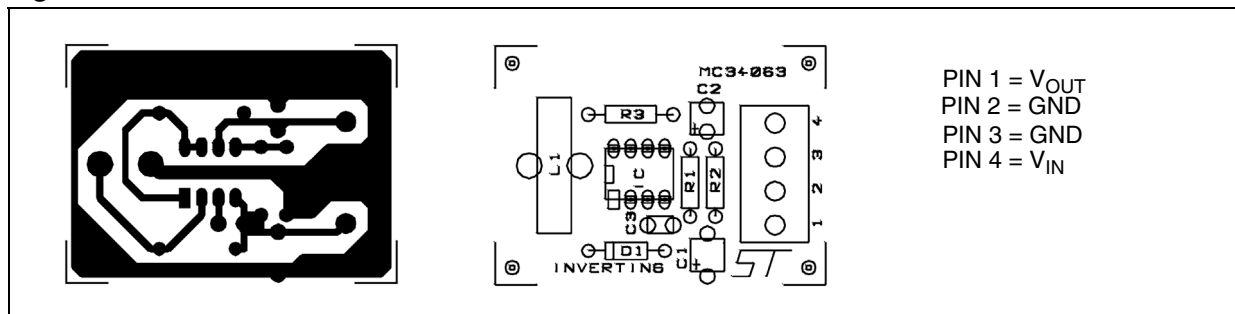 MC34063
C2
R3
L1
IC
R1
R2
C3
D1
C1
INVERTING
ST
4
3
2
1
PIN 1 = VOUT
PIN 2 = GND
PIN 3 = GND
PIN 4 = VIN